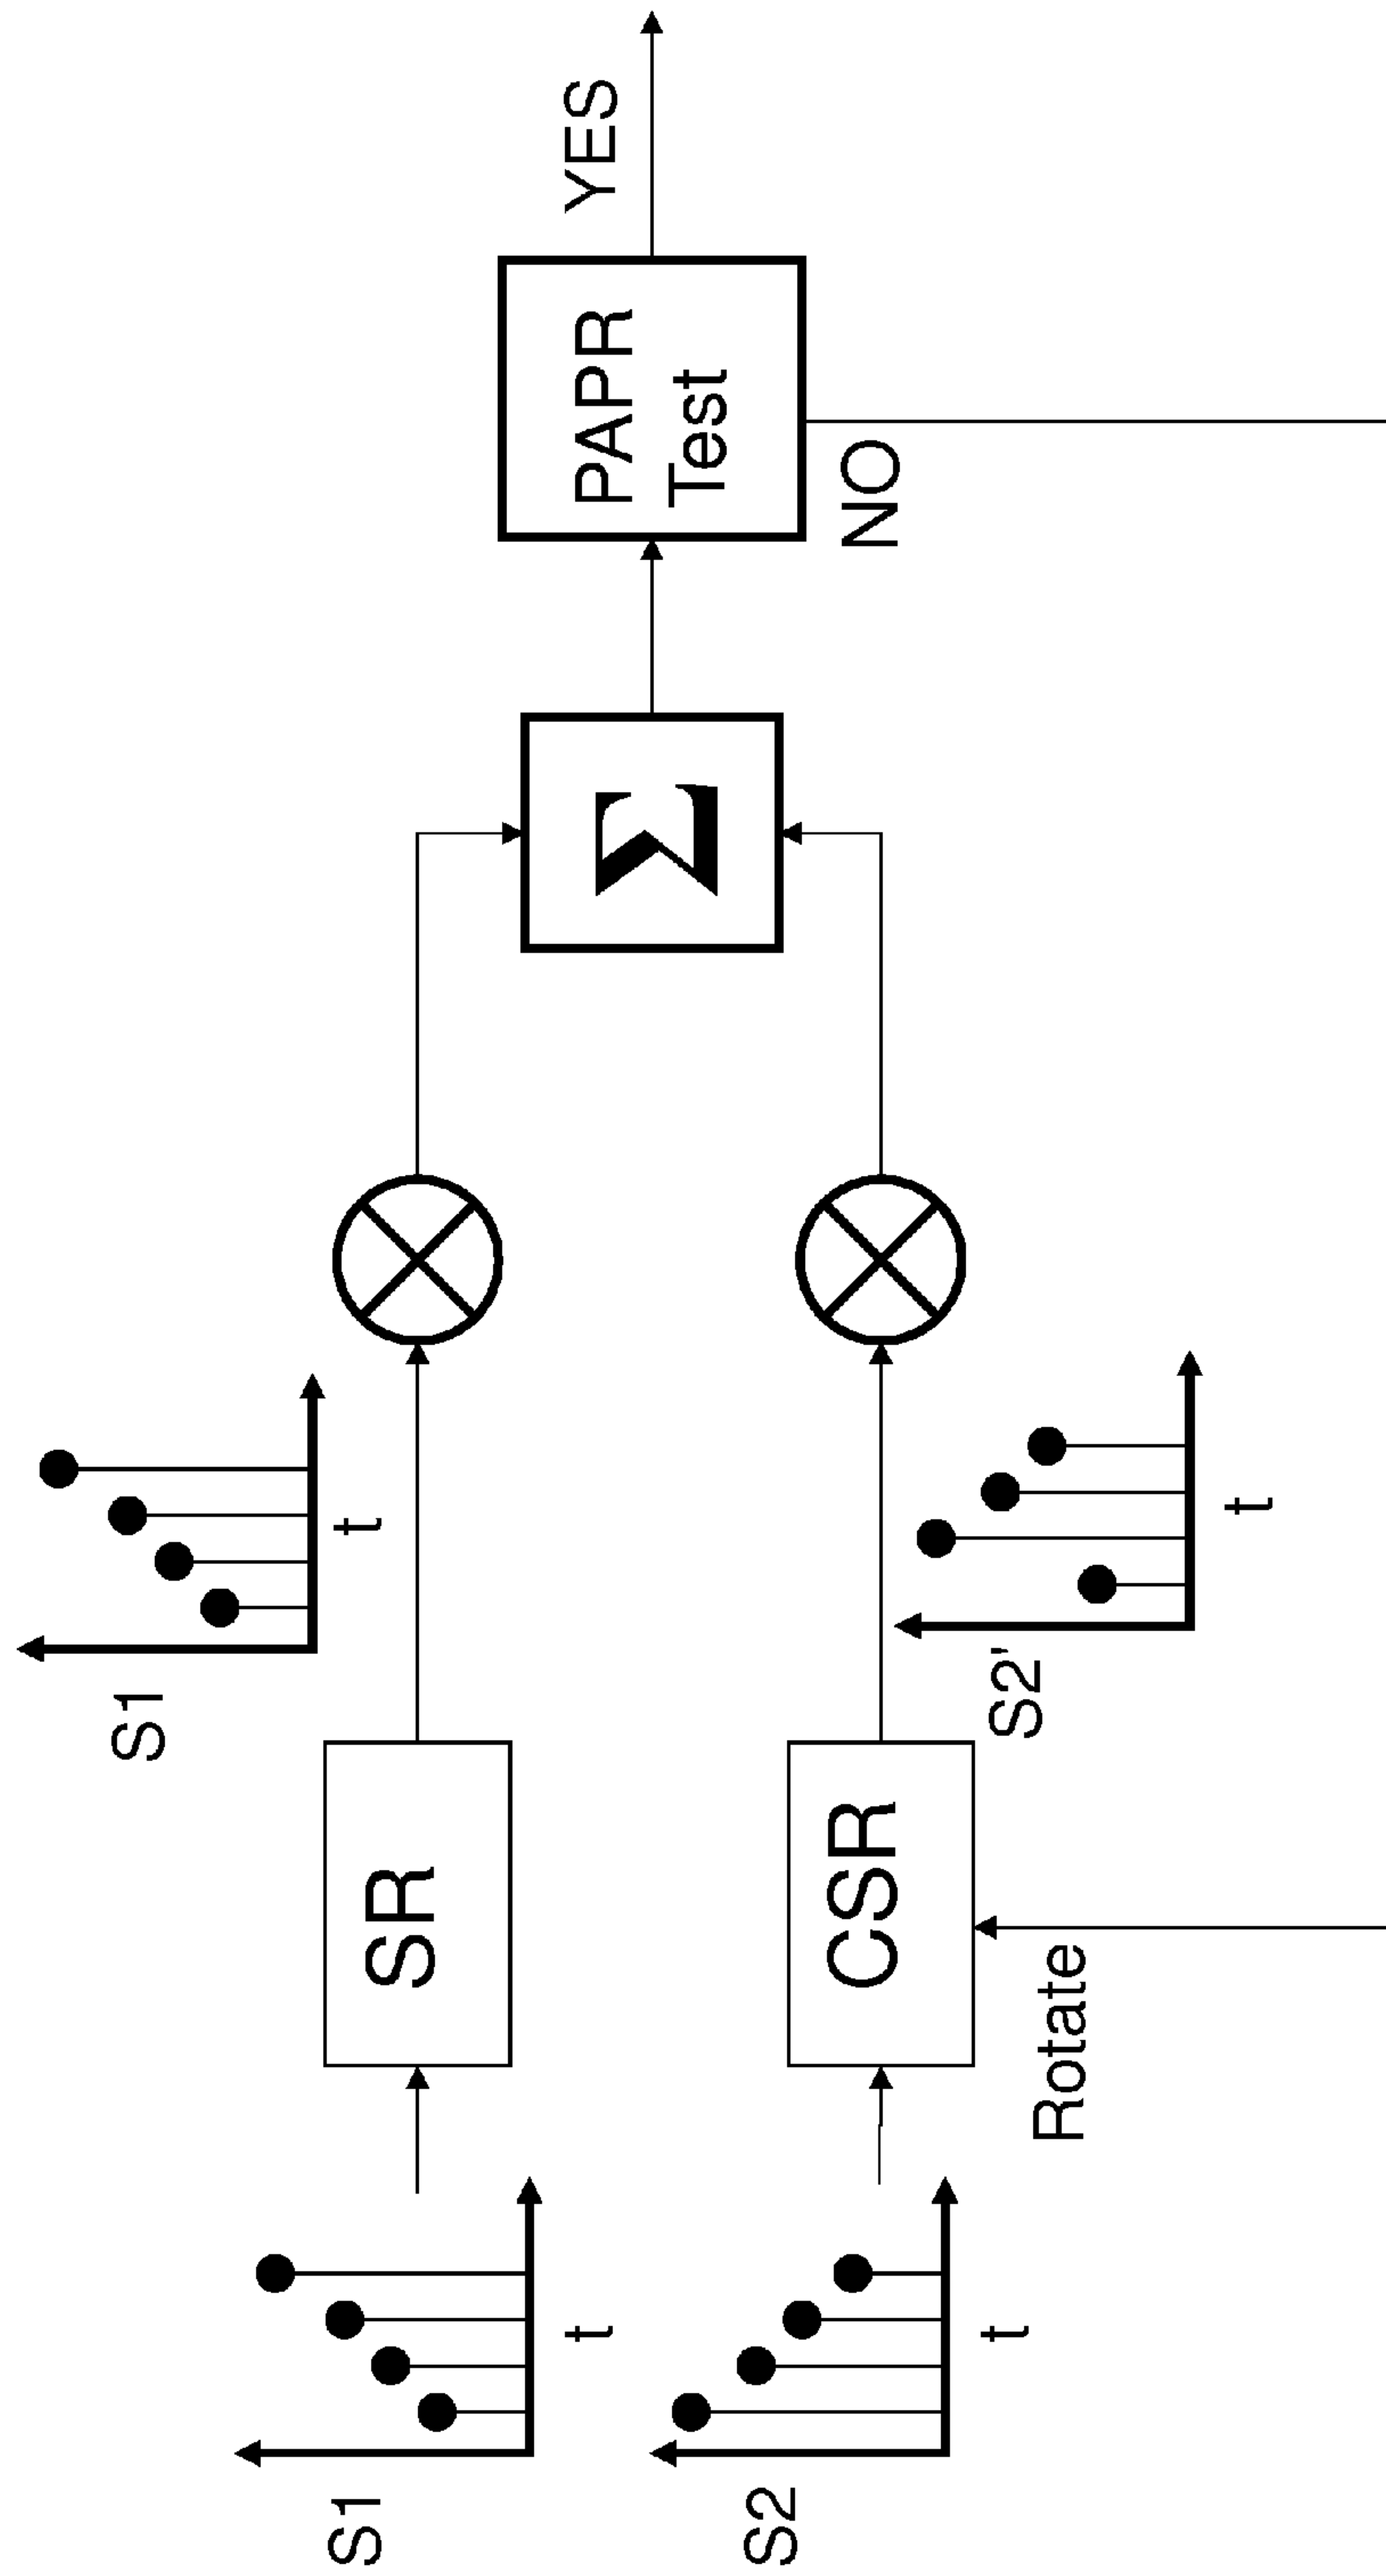 S1
t
SR
S1
t
S2
t
CSR
Rotate
S2'
t
Σ
PAPR
Test
YES
NO